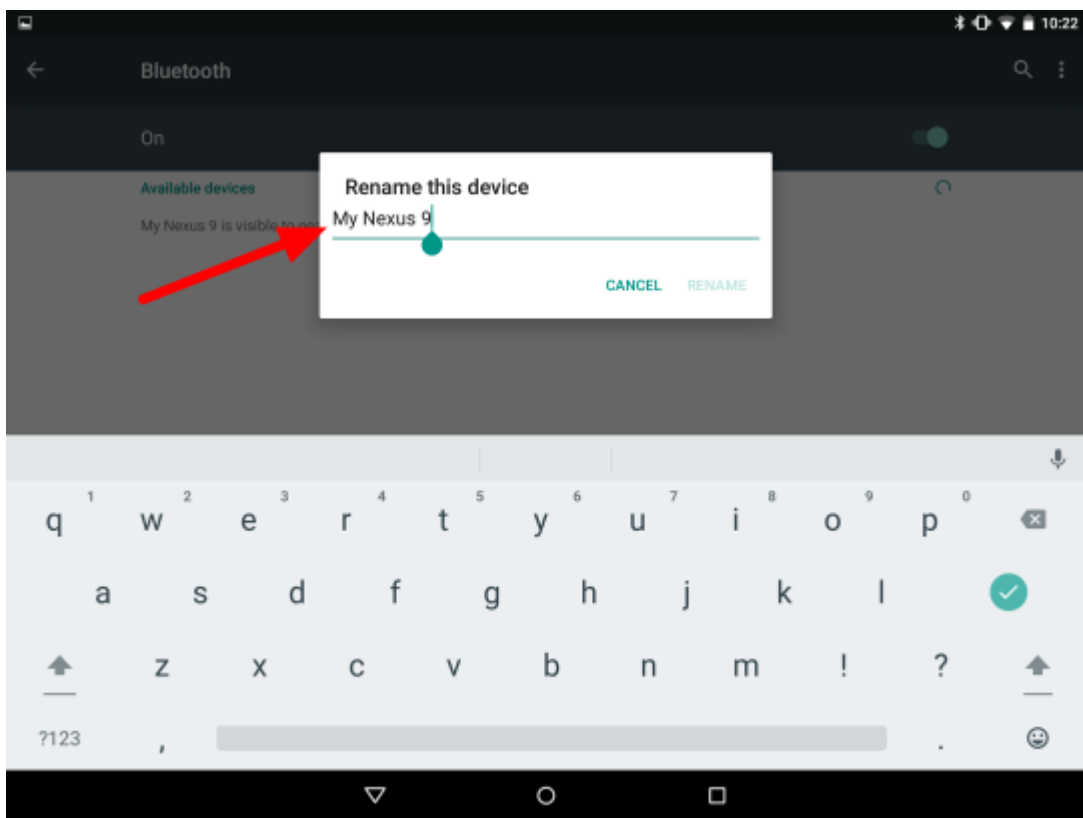 10:22
Bluetooth
On
Available devices
My Nexus 9 is visible to
Rename this device
My Nexus 9
CANCEL RENAME
1 2 3 4 5 6 7 8 9 0
q w e r t y u i o p
a s d f g h j k l
z x c v b n m ! ?
?123 , .